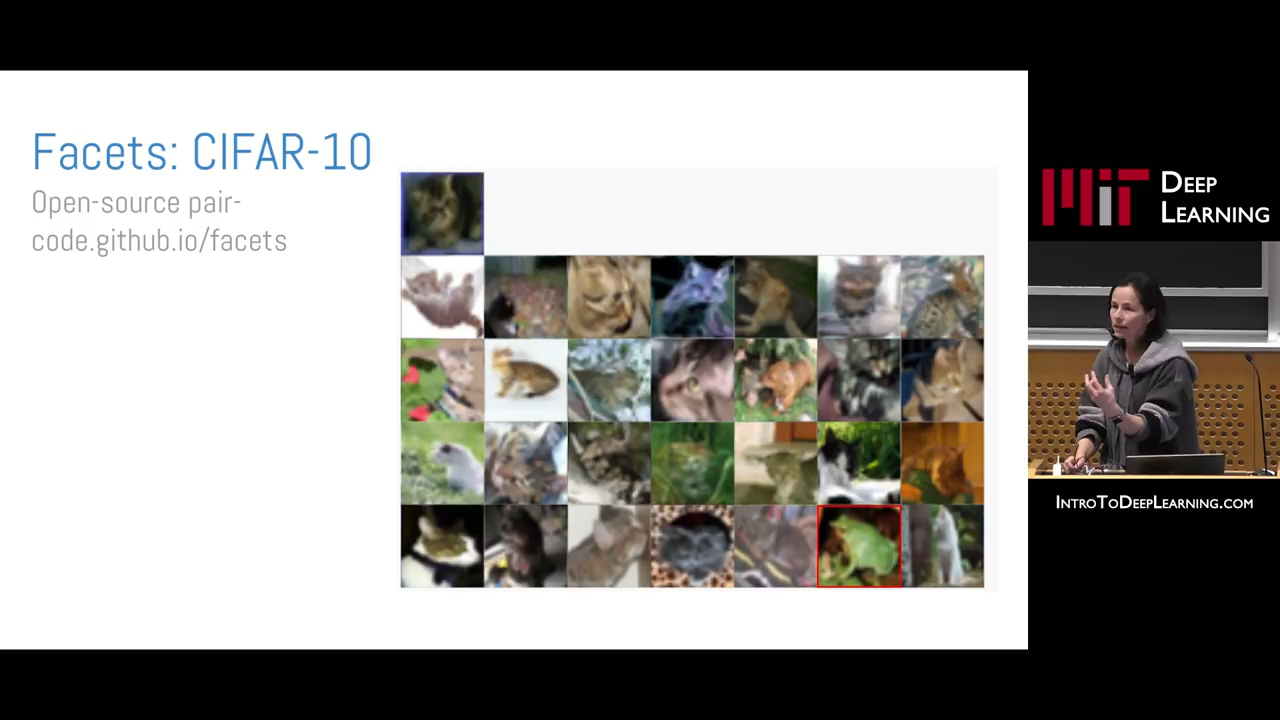 Facets: CIFAR-10
Open-source pair-
code.github.io/facets
MIT
DEEP
LEARNING
INTROTODEEPLEARNING.COM